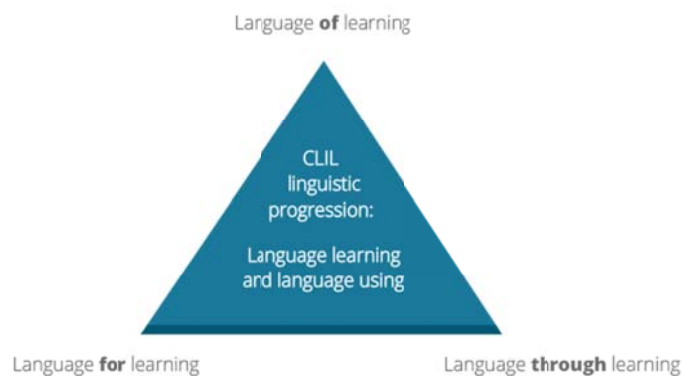 Language of learning
CLIL
linguistic
progression:
Language learning
and language using
Language for learning
Language through learning